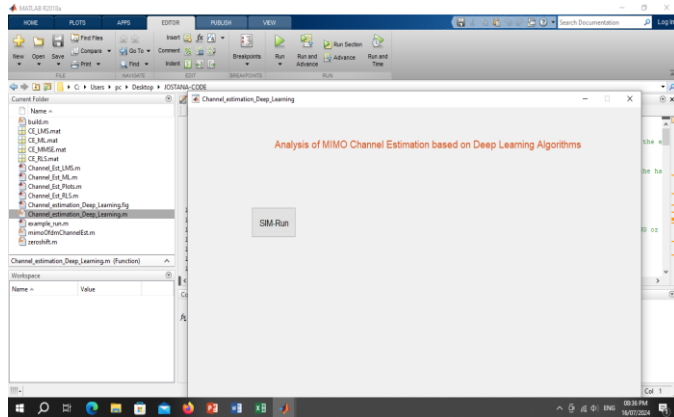 MATLAB R2018a
HOME PLOTS APPS EDITOR PUBLISH VIEW
Search Documentation Log In
New Open Save Find Files Compare Print Go To Find Insert Comment Indent Breakpoints Run Run and Advance Run Section Advance Run and Time
FILE NAVIGATE EDIT BREAKPOINTS RUN
C: Users pc Desktop JOSTANA-CODE
Current Folder
Name
build.m
CE_LMS.mat
CE_ML.mat
CE_MMSE.mat
CE_RLS.mat
Channel_Est_LMS.m
Channel_Est_ML.m
Channel_Est_Plots.m
Channel_Est_RLS.m
Channel_estimation_Deep_Learning.fig
Channel_estimation_Deep_Learning.m
example_run.m
mimoOfdmChannelEst.m
zeroshift.m
Channel_estimation_Deep_Learning.m (Function)
Workspace
Name Value
Channel_estimation_Deep_Learning
Analysis of MIMO Channel Estimation based on Deep Learning Algorithms
SIM-Run
Col 1
ENG
08:36 PM
16/07/2024